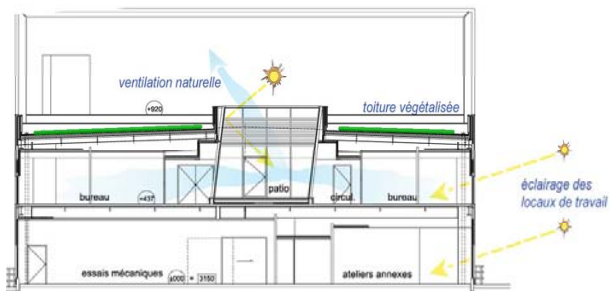 ventilation naturelle
+920
toiture végétalisée
bureau
+437
patio
circul.
bureau
éclairage des
locaux de travail
essais mécaniques
±000 = 3150
ateliers annexes